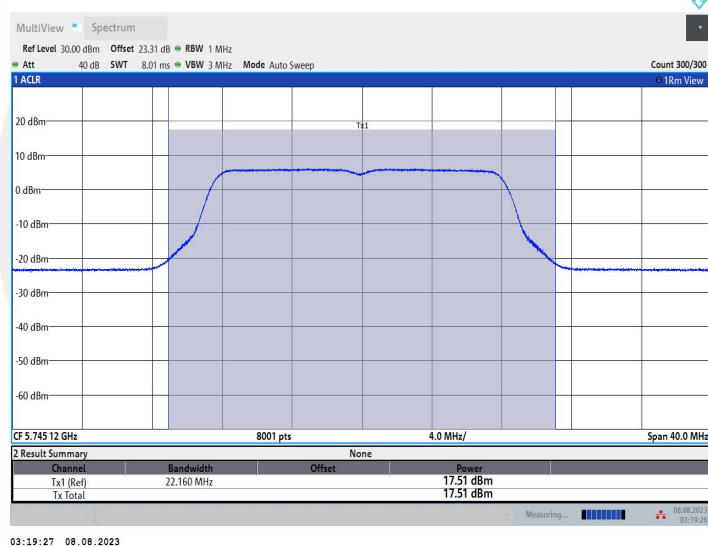 MultiView Spectrum
Ref Level 30.00 dBm Offset 23.31 dB RBW 1 MHz
Att 40 dB SWT 8.01 ms VBW 3 MHz Mode Auto Sweep Count 300/300
1 ACLR 1Rm View
Tx1
20 dBm
10 dBm
0 dBm
-10 dBm
-20 dBm
-30 dBm
-40 dBm
-50 dBm
-60 dBm
CF 5.745 12 GHz 8001 pts 4.0 MHz/ Span 40.0 MHz
2 Result Summary None
Channel Bandwidth Offset Power
Tx1 (Ref) 22.160 MHz 17.51 dBm
Tx Total 17.51 dBm
Measuring... 08.08.2023
03:19:26
03:19:27 08.08.2023